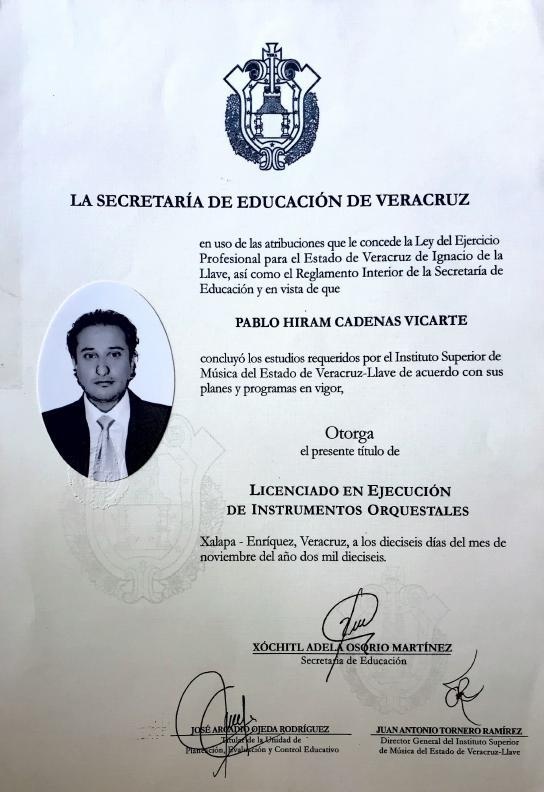 LA SECRETARÍA DE EDUCACIÓN DE VERACRUZ
en uso de las atribuciones que le concede la Ley del Ejercicio
Profesional para el Estado de Veracruz de Ignacio de la
Llave, así como el Reglamento Interior de la Secretaría de
Educación y en vista de que
PABLO HIRAM CADENAS VICARTE
concluyó los estudios requeridos por el Instituto Superior de
Música del Estado de Veracruz-Llave de acuerdo con sus
planes y programas en vigor,
Otorga
el presente título de
LICENCIADO EN EJECUCIÓN
DE INSTRUMENTOS ORQUESTALES
Xalapa - Enríquez, Veracruz, a los dieciseis días del mes de
noviembre del año dos mil dieciseis.
XÓCHITL ADELA OSORIO MARTÍNEZ
Secretaria de Educación
JOSÉ ARCADIO OJEDA RODRÍGUEZ
Titular de la Unidad de
Planeación, Evaluación y Control Educativo
JUAN ANTONIO TORNERO RAMÍREZ
Director General del Instituto Superior
de Música del Estado de Veracruz-Llave